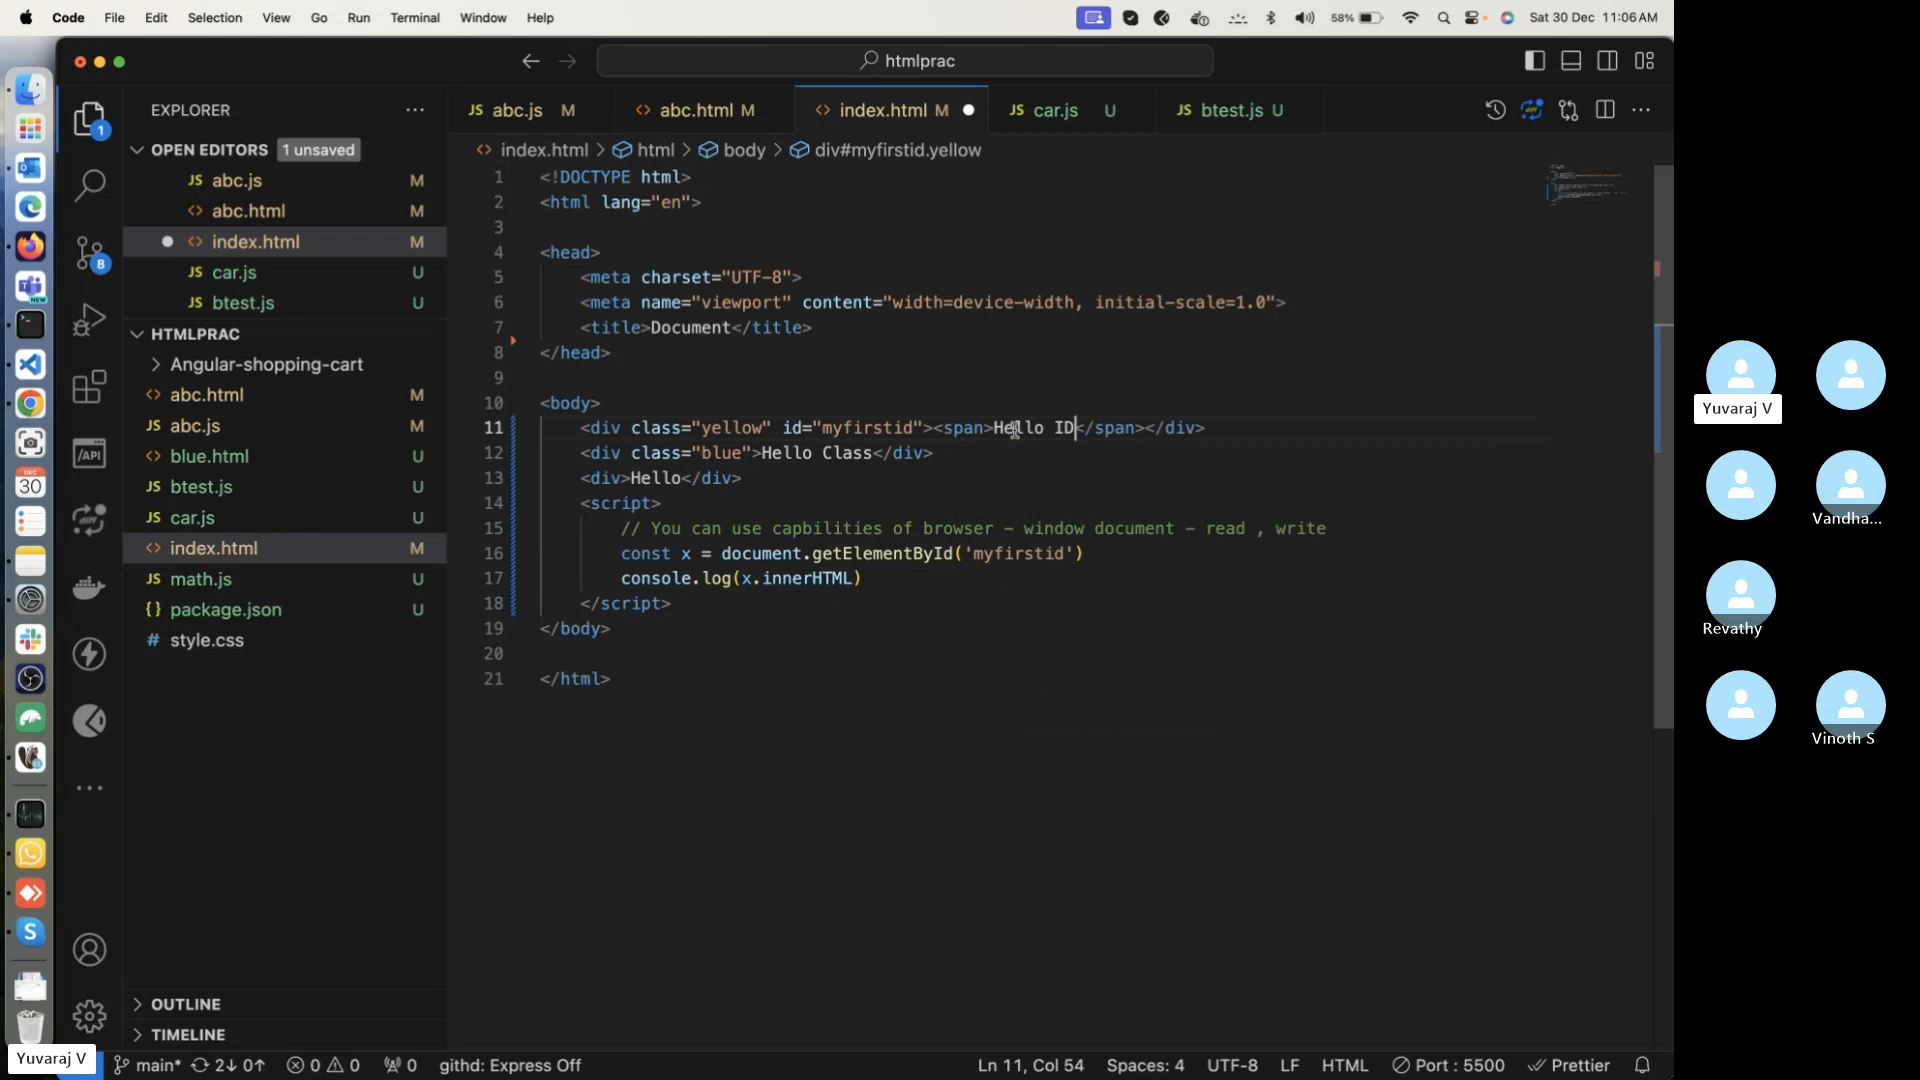 Code File Edit Selection View Go Run Terminal Window Help 58% Sat 30 Dec 11:06 AM
htmlprac
EXPLORER
OPEN EDITORS 1 unsaved
JS abc.js M
<> abc.html M
<> index.html M
JS car.js U
JS btest.js U
HTMLPRAC
Angular-shopping-cart
<> abc.html M
JS abc.js M
<> blue.html U
JS btest.js U
JS car.js U
<> index.html M
JS math.js U
{} package.json U
# style.css
OUTLINE
TIMELINE
1
8
/API
diff
DEC
30
NEW
S
JS abc.js M <> abc.html M <> index.html M JS car.js U JS btest.js U
<> index.html > html > body > div#myfirstid.yellow
1 <!DOCTYPE html>
2 <html lang="en">
3
4 <head>
5 <meta charset="UTF-8">
6 <meta name="viewport" content="width=device-width, initial-scale=1.0">
7 <title>Document</title>
8 </head>
9
10 <body>
11 <div class="yellow" id="myfirstid"><span>Hello ID</span></div>
12 <div class="blue">Hello Class</div>
13 <div>Hello</div>
14 <script>
15 // You can use capbilities of browser - window document - read , write
16 const x = document.getElementById('myfirstid')
17 console.log(x.innerHTML)
18 </script>
19 </body>
20
21 </html>
Yuvaraj V
Vandha...
Revathy
Vinoth S
Yuvaraj V
main* 2↓ 0↑ 0 0 0 githd: Express Off Ln 11, Col 54 Spaces: 4 UTF-8 LF HTML Port : 5500 Prettier